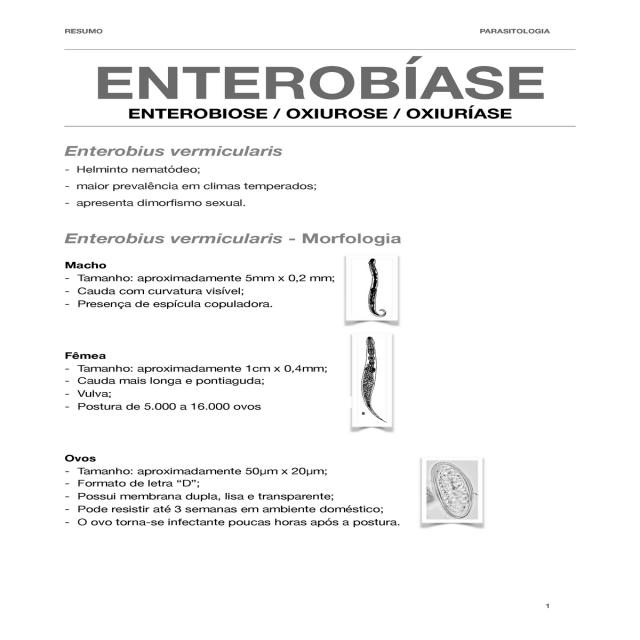 RESUMO PARASITOLOGIA
ENTEROBÍASE
ENTEROBIOSE / OXIUROSE / OXIURÍASE
Enterobius vermicularis
- Helminto nematódeo;
- maior prevalência em climas temperados;
- apresenta dimorfismo sexual.
Enterobius vermicularis - Morfologia
Macho
- Tamanho: aproximadamente 5mm x 0,2 mm;
- Cauda com curvatura visível;
- Presença de espícula copuladora.
Fêmea
- Tamanho: aproximadamente 1cm x 0,4mm;
- Cauda mais longa e pontiaguda;
- Vulva;
- Postura de 5.000 a 16.000 ovos
Ovos
- Tamanho: aproximadamente 50µm x 20µm;
- Formato de letra “D”;
- Possui membrana dupla, lisa e transparente;
- Pode resistir até 3 semanas em ambiente doméstico;
- O ovo torna-se infectante poucas horas após a postura.
1